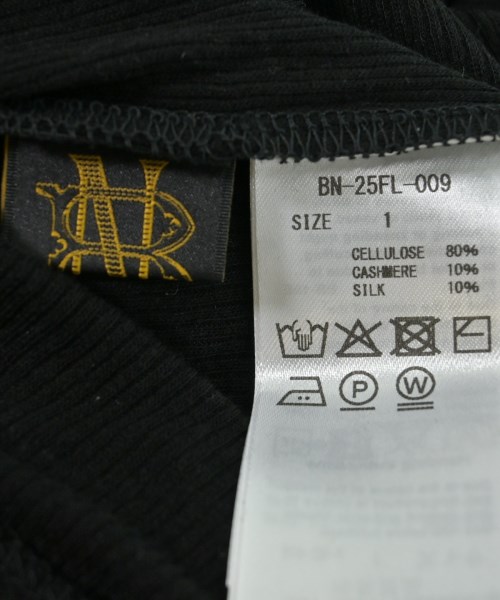 BN-25FL-009
SIZE 1
CELLULOSE 80%
CASHMERE 10%
SILK 10%
P W